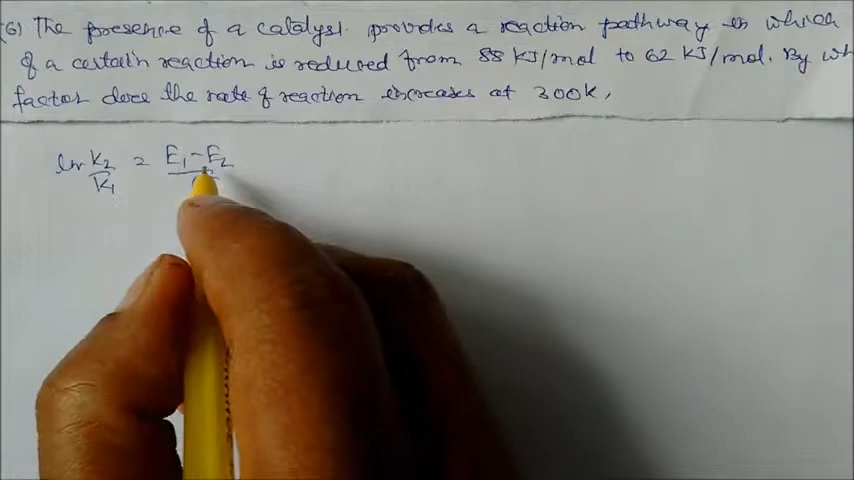 (6) The presence of a catalyst provides a reaction pathway in which
of a certain reaction is reduced from 88 KJ/mol to 62 KJ/mol. By wh
factor does the rate of reaction increases at 300K,
ln K2/K1 = E1-E2